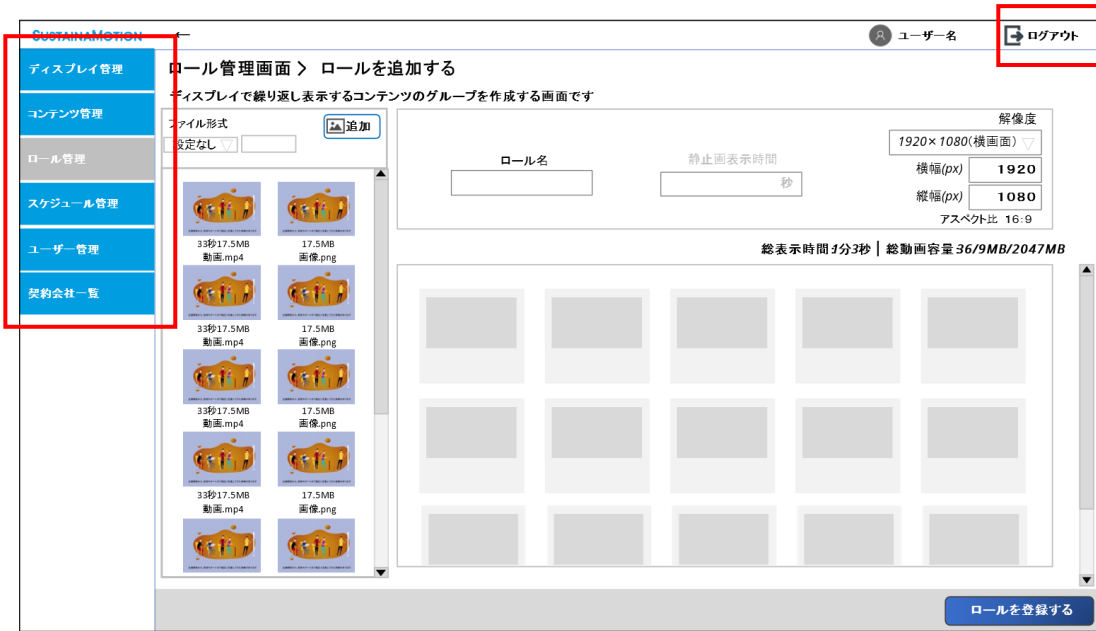 SUSTAINAMOTION
←
ユーザー名
ログアウト
ディスプレイ管理
コンテンツ管理
ロール管理
スケジュール管理
ユーザー管理
契約会社一覧
ロール管理画面 〉 ロールを追加する
ディスプレイで繰り返し表示するコンテンツのグループを作成する画面です
ファイル形式
設定なし
追加
33秒17.5MB
動画.mp4
17.5MB
画像.png
33秒17.5MB
動画.mp4
17.5MB
画像.png
33秒17.5MB
動画.mp4
17.5MB
画像.png
33秒17.5MB
動画.mp4
17.5MB
画像.png
ロール名
静止画表示時間
秒
解像度
1920×1080(横画面)
横幅(px) 1920
縦幅(px) 1080
アスペクト比 16:9
総表示時間:1分3秒 | 総動画容量:36/9MB/2047MB
ロールを登録する